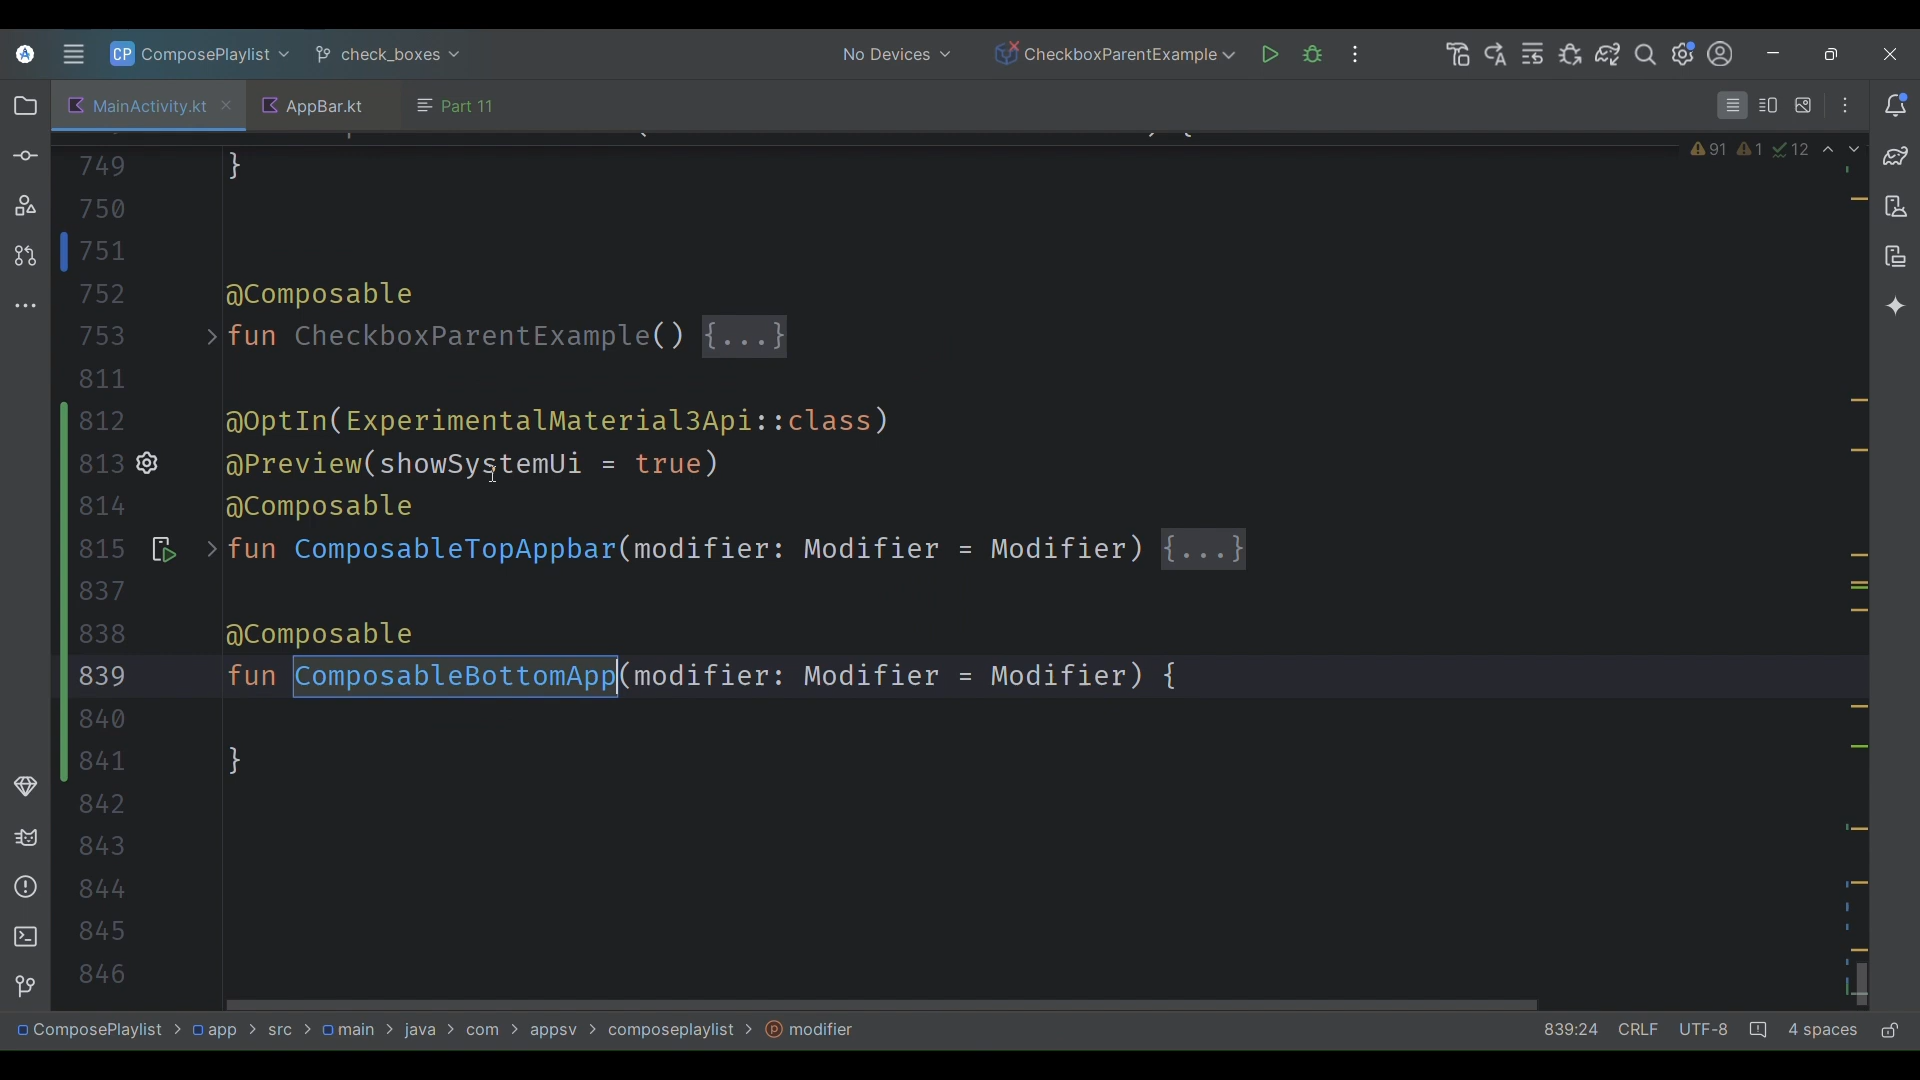 CP ComposePlaylist check_boxes No Devices CheckboxParentExample
MainActivity.kt AppBar.kt Part 11
91 1 12
749 }
750
751
752 @Composable
753 fun CheckboxParentExample() {...}
811
812 @OptIn(ExperimentalMaterial3Api::class)
813 @Preview(showSystemUi = true)
814 @Composable
815 fun ComposableTopAppbar(modifier: Modifier = Modifier) {...}
837
838 @Composable
839 fun ComposableBottomApp(modifier: Modifier = Modifier) {
840
841 }
842
843
844
845
846
ComposePlaylist > app > src > main > java > com > appsv > composeplaylist > modifier 839:24 CRLF UTF-8 4 spaces